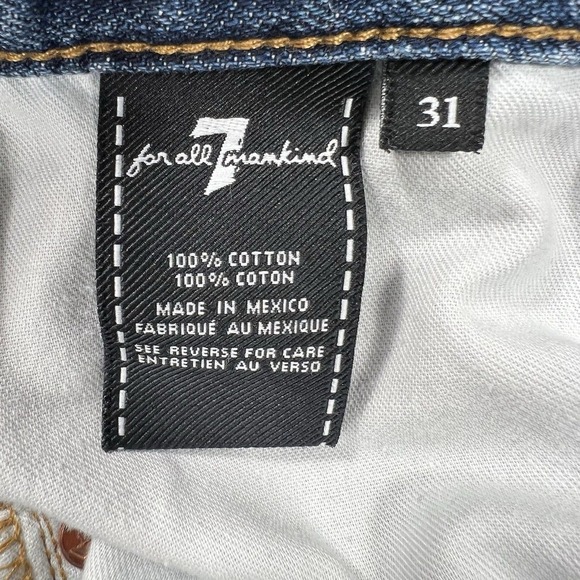 7
for all mankind
31
100% COTTON
100% COTON
MADE IN MEXICO
FABRIQUÉ AU MEXIQUE
SEE REVERSE FOR CARE
ENTRETIEN AU VERSO